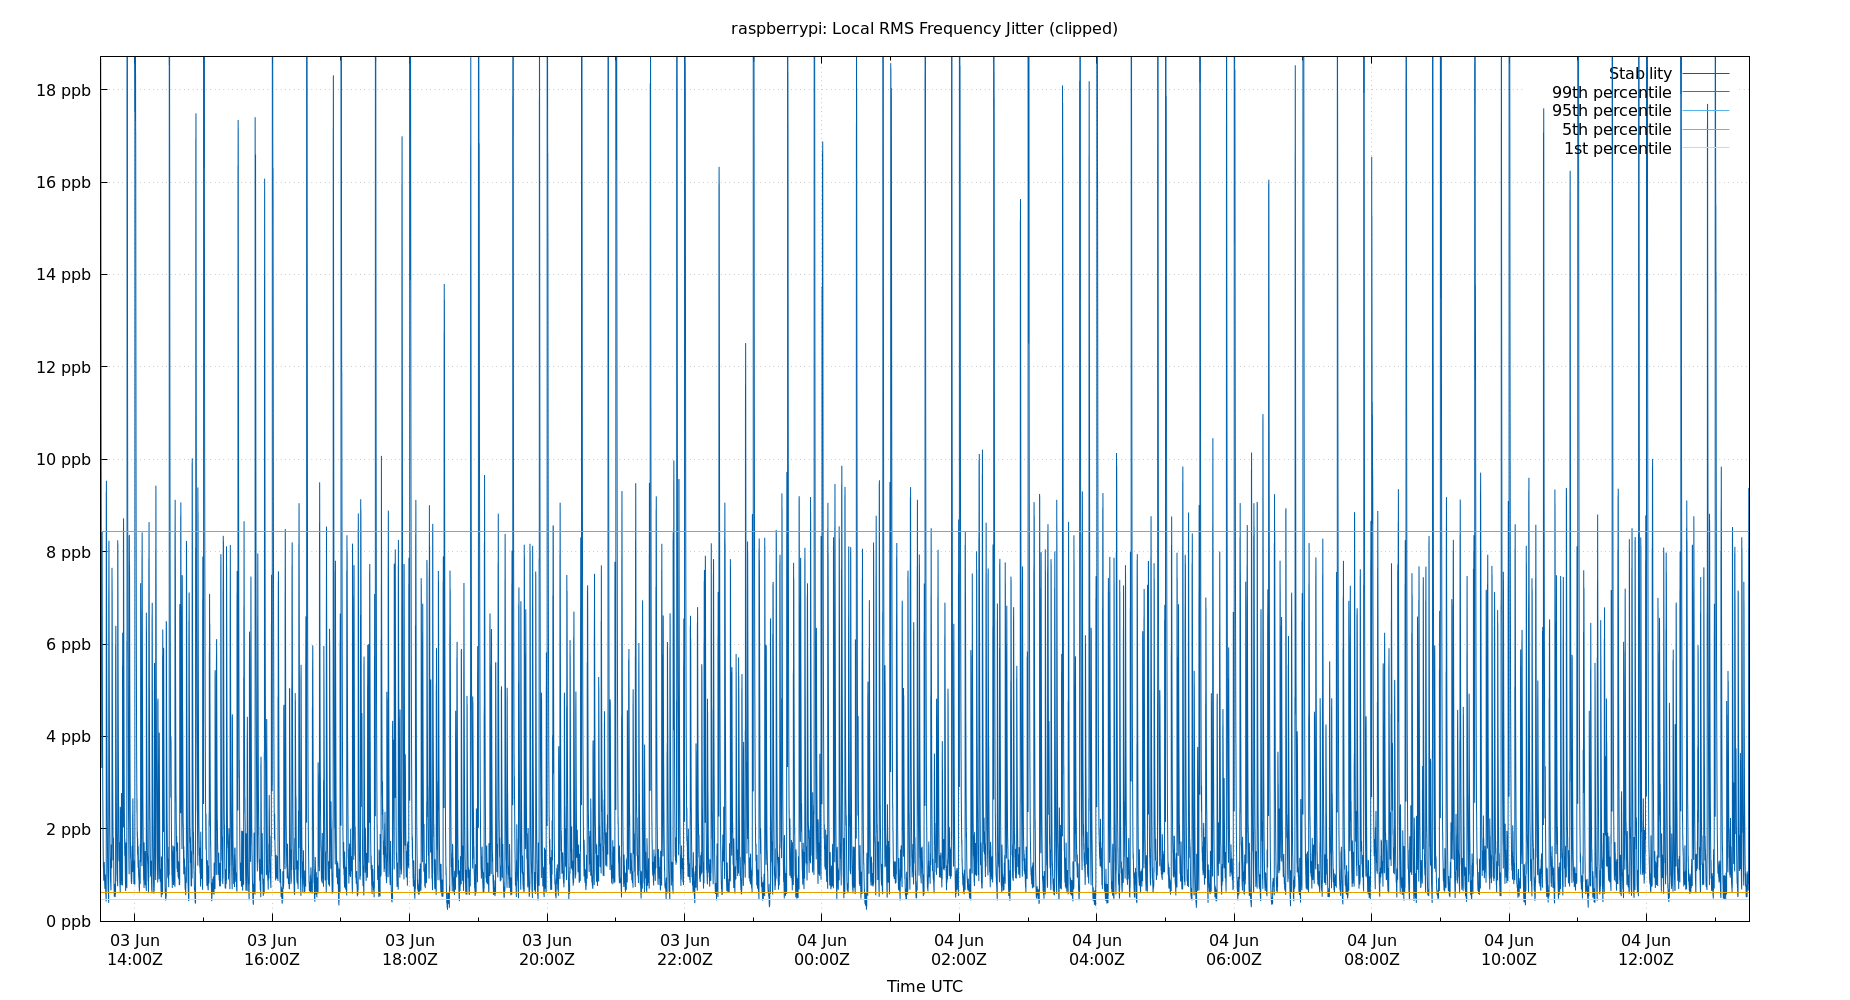 raspberrypi: Local RMS Frequency Jitter (clipped)
18 ppb
16 ppb
14 ppb
12 ppb
10 ppb
8 ppb
6 ppb
4 ppb
2 ppb
0 ppb
Stability
99th percentile
95th percentile
5th percentile
1st percentile
03 Jun 03 Jun 03 Jun 03 Jun 03 Jun 04 Jun 04 Jun 04 Jun 04 Jun 04 Jun 04 Jun 04 Jun
14:00Z 16:00Z 18:00Z 20:00Z 22:00Z 00:00Z 02:00Z 04:00Z 06:00Z 08:00Z 10:00Z 12:00Z
Time UTC